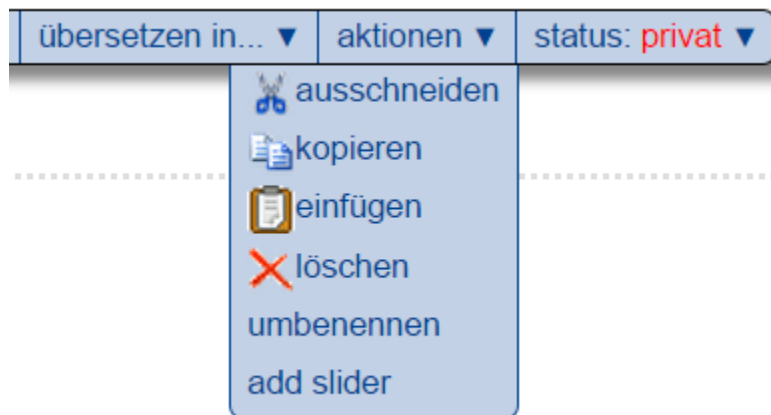 übersetzen in... ▼ aktionen ▼ status: privat ▼
ausschneiden
kopieren
einfügen
löschen
umbenennen
add slider